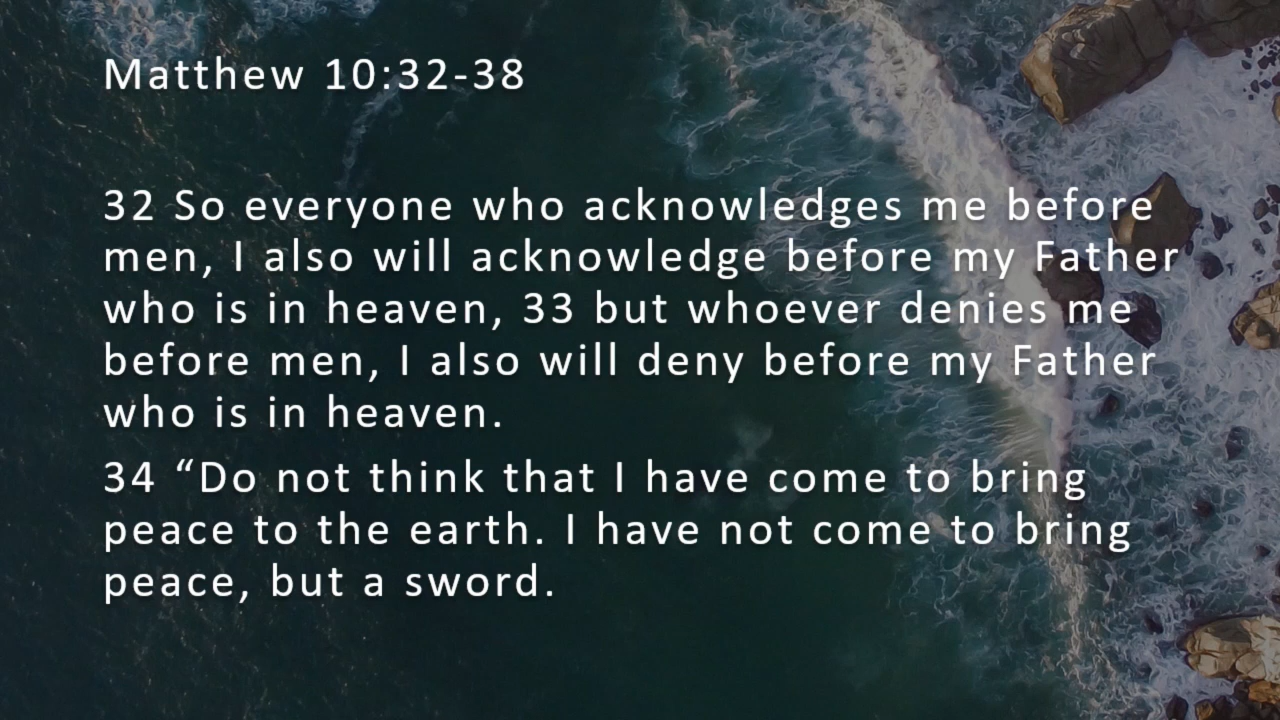 Matthew 10:32-38
32 So everyone who acknowledges me before
men, I also will acknowledge before my Father
who is in heaven, 33 but whoever denies me
before men, I also will deny before my Father
who is in heaven.
34 “Do not think that I have come to bring
peace to the earth. I have not come to bring
peace, but a sword.